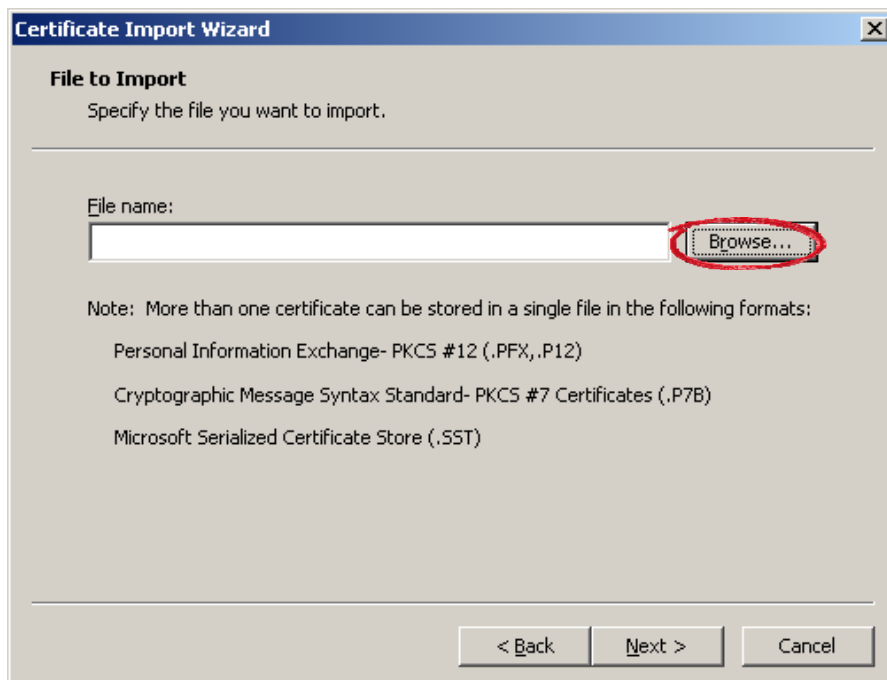 Certificate Import Wizard
File to Import
Specify the file you want to import.
File name:
Browse...
Note: More than one certificate can be stored in a single file in the following formats:
Personal Information Exchange- PKCS #12 (.PFX,.P12)
Cryptographic Message Syntax Standard- PKCS #7 Certificates (.P7B)
Microsoft Serialized Certificate Store (.SST)
< Back Next > Cancel